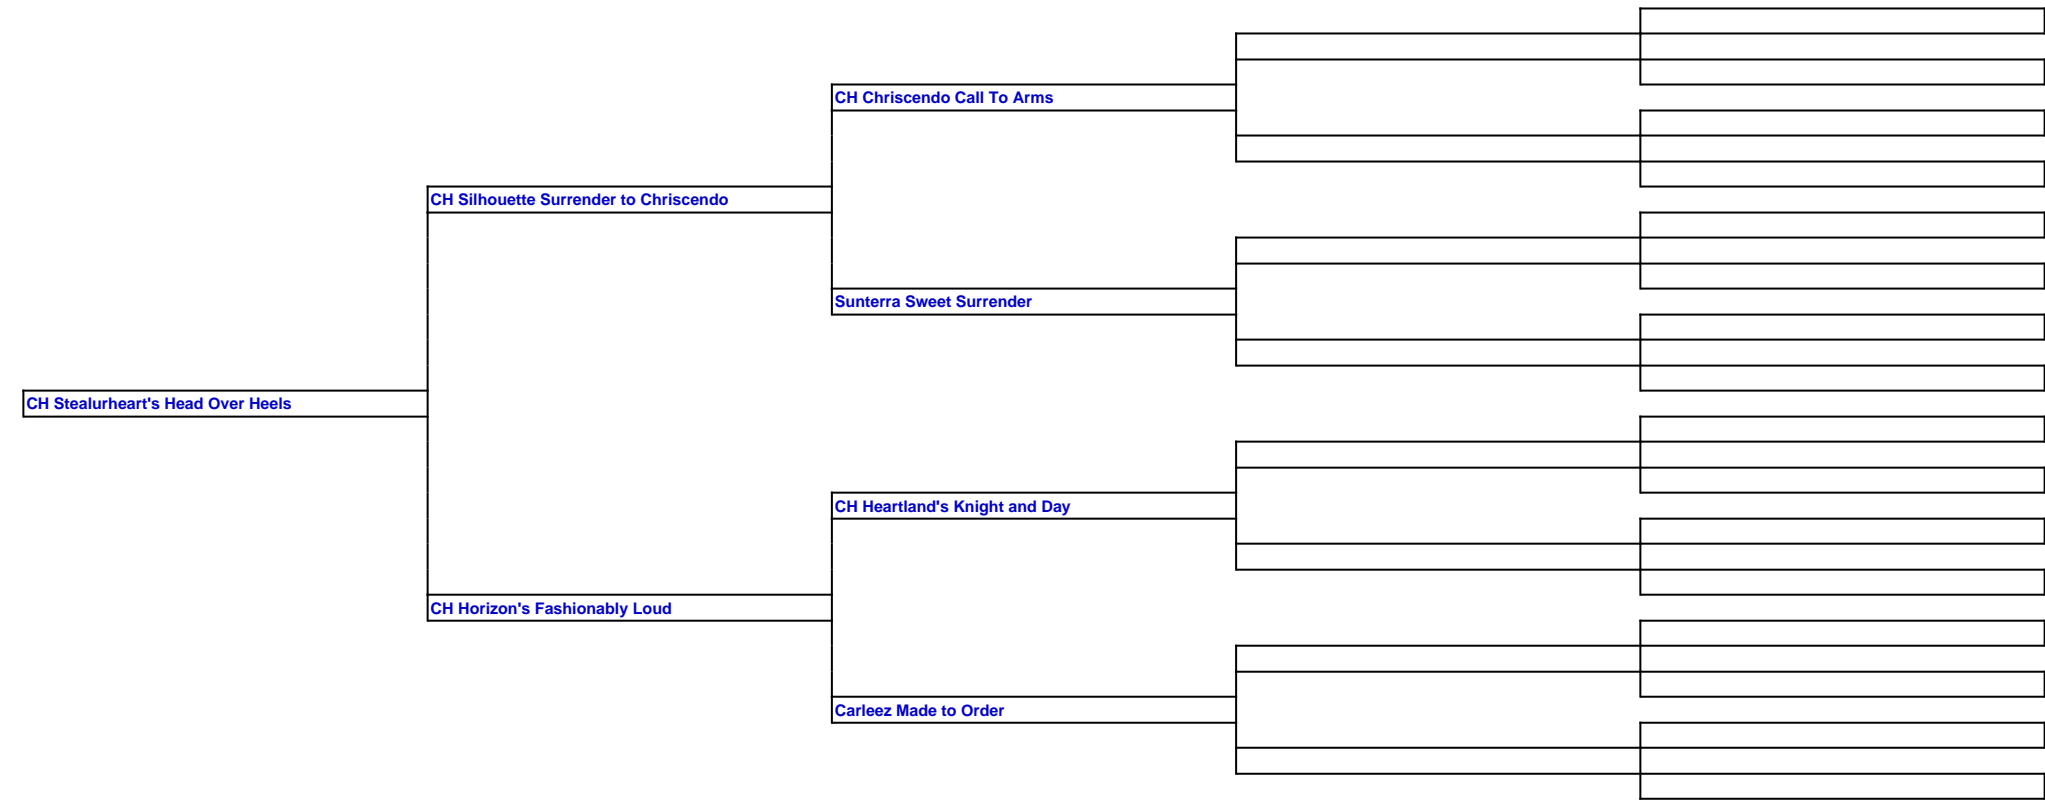 CH Chriscendo Call To Arms
CH Silhouette Surrender to Chriscendo
Sunterra Sweet Surrender
CH Stealurheart's Head Over Heels
CH Heartland's Knight and Day
CH Horizon's Fashionably Loud
Carleez Made to Order